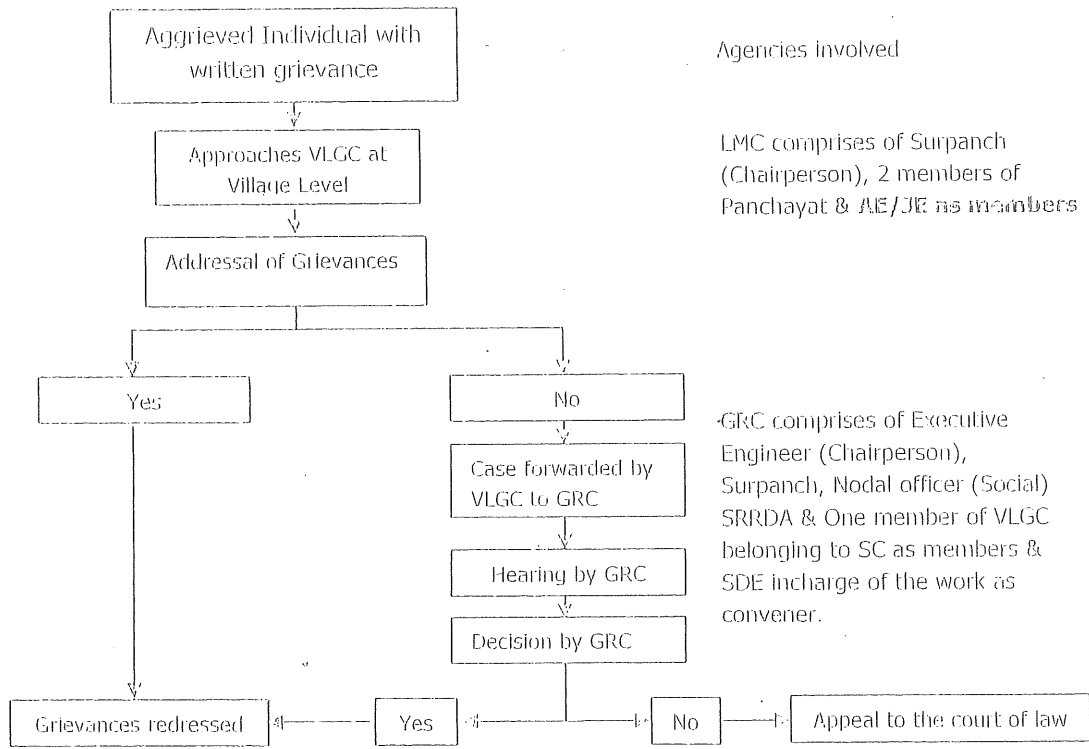 Aggrieved Individual with
written grievance
Agencies involved
Approaches VLGC at
Village Level
LMC comprises of Surpanch
(Chairperson), 2 members of
Panchayat & AE/JE as members
Addressal of Grievances
Yes
No
Case forwarded by
VLGC to GRC
Hearing by GRC
Decision by GRC
GRC comprises of Executive
Engineer (Chairperson),
Surpanch, Nodal officer (Social)
SRRDA & One member of VLGC
belonging to SC as members &
SDE incharge of the work as
convener.
Grievances redressed
Yes
No
Appeal to the court of law